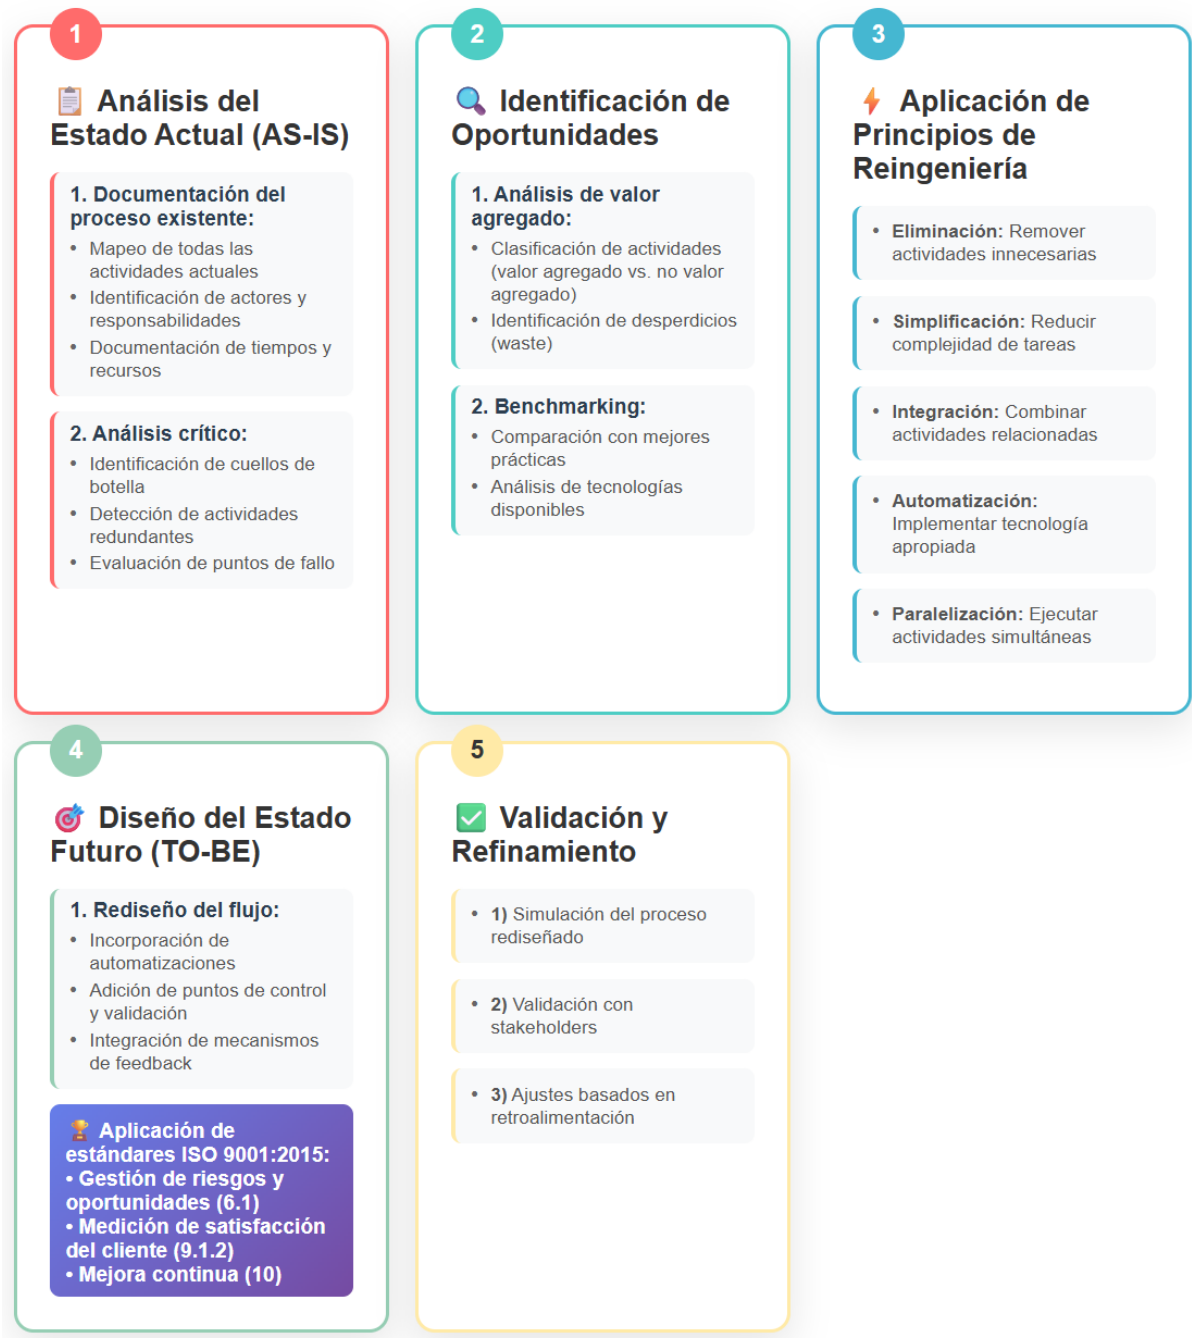 1
Análisis del
Estado Actual (AS-IS)
1. Documentación del
proceso existente:
• Mapeo de todas las
actividades actuales
• Identificación de actores y
responsabilidades
• Documentación de tiempos y
recursos
2. Análisis crítico:
• Identificación de cuellos de
botella
• Detección de actividades
redundantes
• Evaluación de puntos de fallo
2
Identificación de
Oportunidades
1. Análisis de valor
agregado:
• Clasificación de actividades
(valor agregado vs. no valor
agregado)
• Identificación de desperdicios
(waste)
2. Benchmarking:
• Comparación con mejores
prácticas
• Análisis de tecnologías
disponibles
3
Aplicación de
Principios de
Reingeniería
• Eliminación: Remover
actividades innecesarias
• Simplificación: Reducir
complejidad de tareas
• Integración: Combinar
actividades relacionadas
• Automatización:
Implementar tecnología
apropiada
• Paralelización: Ejecutar
actividades simultáneas
4
Diseño del Estado
Futuro (TO-BE)
1. Rediseño del flujo:
• Incorporación de
automatizaciones
• Adición de puntos de control
y validación
• Integración de mecanismos
de feedback
Aplicación de
estándares ISO 9001:2015:
• Gestión de riesgos y
oportunidades (6.1)
• Medición de satisfacción
del cliente (9.1.2)
• Mejora continua (10)
5
Validación y
Refinamiento
• 1) Simulación del proceso
rediseñado
• 2) Validación con
stakeholders
• 3) Ajustes basados en
retroalimentación